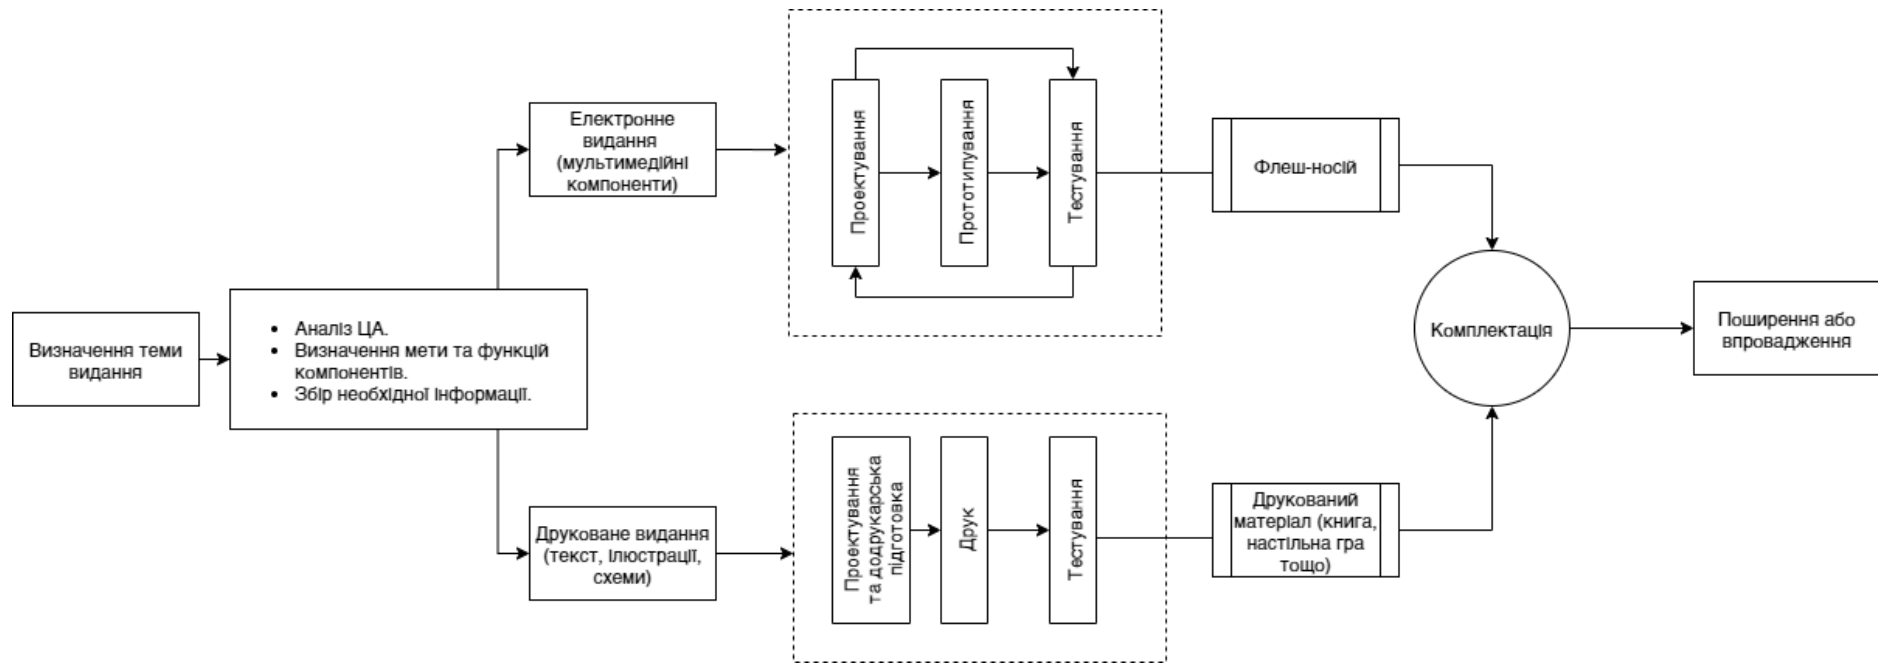 Визначення теми
видання
• Аналіз ЦА.
• Визначення мети та функцій
компонентів.
• Збір необхідної інформації.
Електронне
видання
(мультимедійні
компоненти)
Проектування
Прототипування
Тестування
Флеш-носій
Друковане видання
(текст, ілюстрації,
схеми)
Проектування
та додрукарська
підготовка
Друк
Тестування
Друкований
матеріал (книга,
настільна гра
тощо)
Комплектація
Поширення або
впровадження